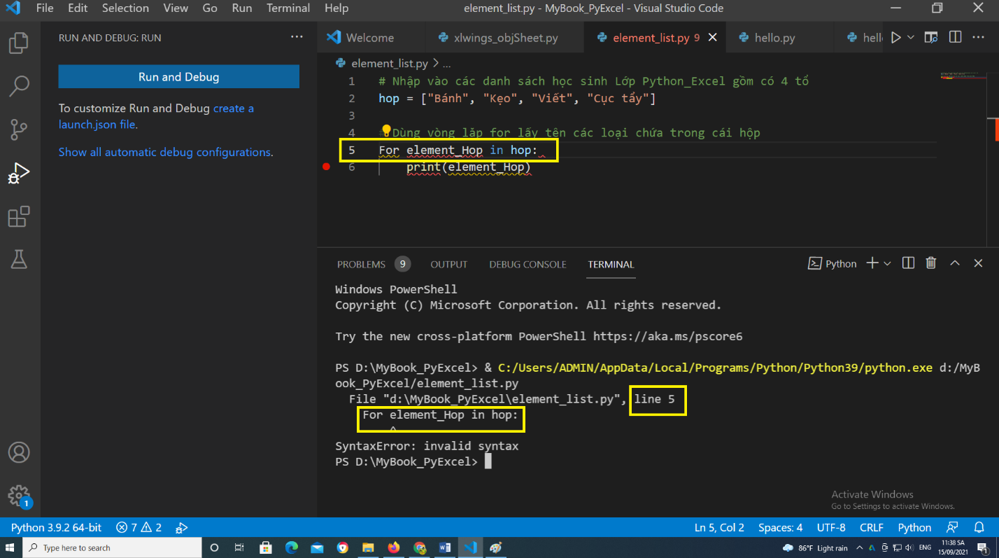 File Edit Selection View Go Run Terminal Help element_list.py - MyBook_PyExcel - Visual Studio Code
RUN AND DEBUG: RUN
Run and Debug
To customize Run and Debug create a
launch.json file.
Show all automatic debug configurations.
Welcome xlwings_objSheet.py element_list.py 9 hello.py hell
element_list.py > ...
1 # Nhập vào các danh sách học sinh Lớp Python_Excel gồm có 4 tổ
2 hop = ["Bánh", "Kẹo", "Viết", "Cục tẩy"]
3
4 # Dùng vòng lặp for lấy tên các loại chứa trong cái hộp
5 For element_Hop in hop:
6 print(element_Hop)
PROBLEMS 9 OUTPUT DEBUG CONSOLE TERMINAL Python
Windows PowerShell
Copyright (C) Microsoft Corporation. All rights reserved.
Try the new cross-platform PowerShell https://aka.ms/pscore6
PS D:\MyBook_PyExcel> & C:/Users/ADMIN/AppData/Local/Programs/Python/Python39/python.exe d:/MyB
ook_PyExcel/element_list.py
File "d:\MyBook_PyExcel\element_list.py", line 5
For element_Hop in hop:
^
SyntaxError: invalid syntax
PS D:\MyBook_PyExcel>
Activate Windows
Go to Settings to activate Windows.
1
Python 3.9.2 64-bit 7 2 Ln 5, Col 2 Spaces: 4 UTF-8 CRLF Python
Type here to search 86°F Light rain ENG 11:38 SA
15/09/2021 1